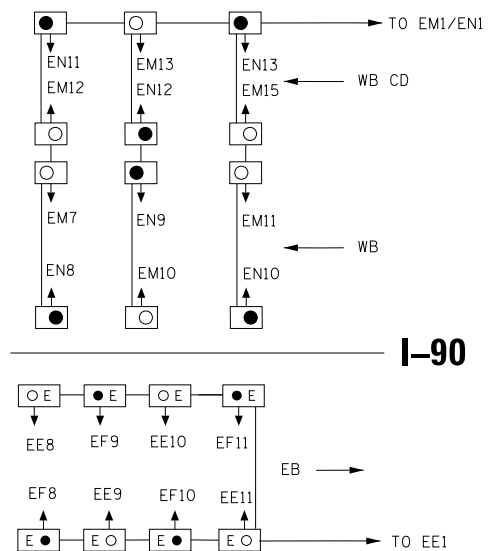 TO EM1/EN1
EN11 EM13 EN13
EM12 EN12 EM15
WB CD
EM7 EN9 EM11
WB
EN8 EM10 EN10
I-90
E E E E
EE8 EF9 EE10 EF11
EB
EF8 EE9 EF10 EE11
E E E E
TO EE1